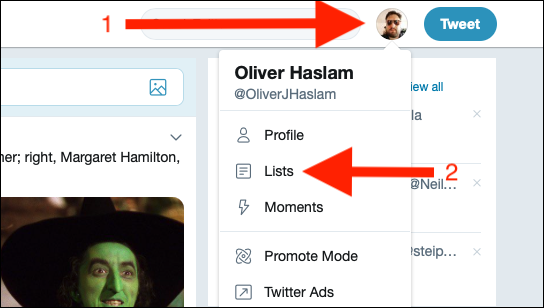 1
Tweet
Oliver Haslam
@OliverJHaslam
iew all
la
Profile
ner; right, Margaret Hamilton,
Lists
2
@Neil...
Moments
Promote Mode
@steip...
Twitter Ads